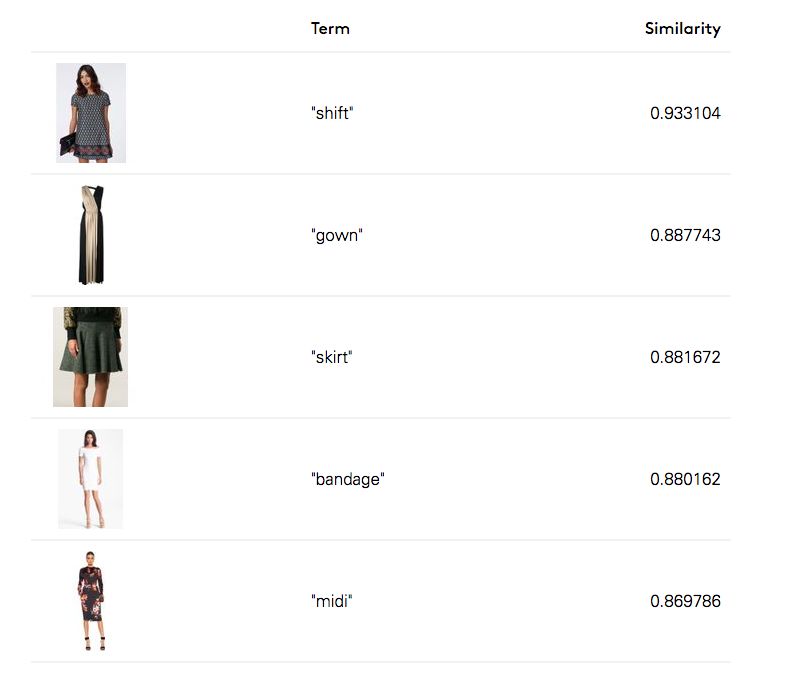 Term Similarity
"shift" 0.933104
"gown" 0.887743
"skirt" 0.881672
"bandage" 0.880162
"midi" 0.869786